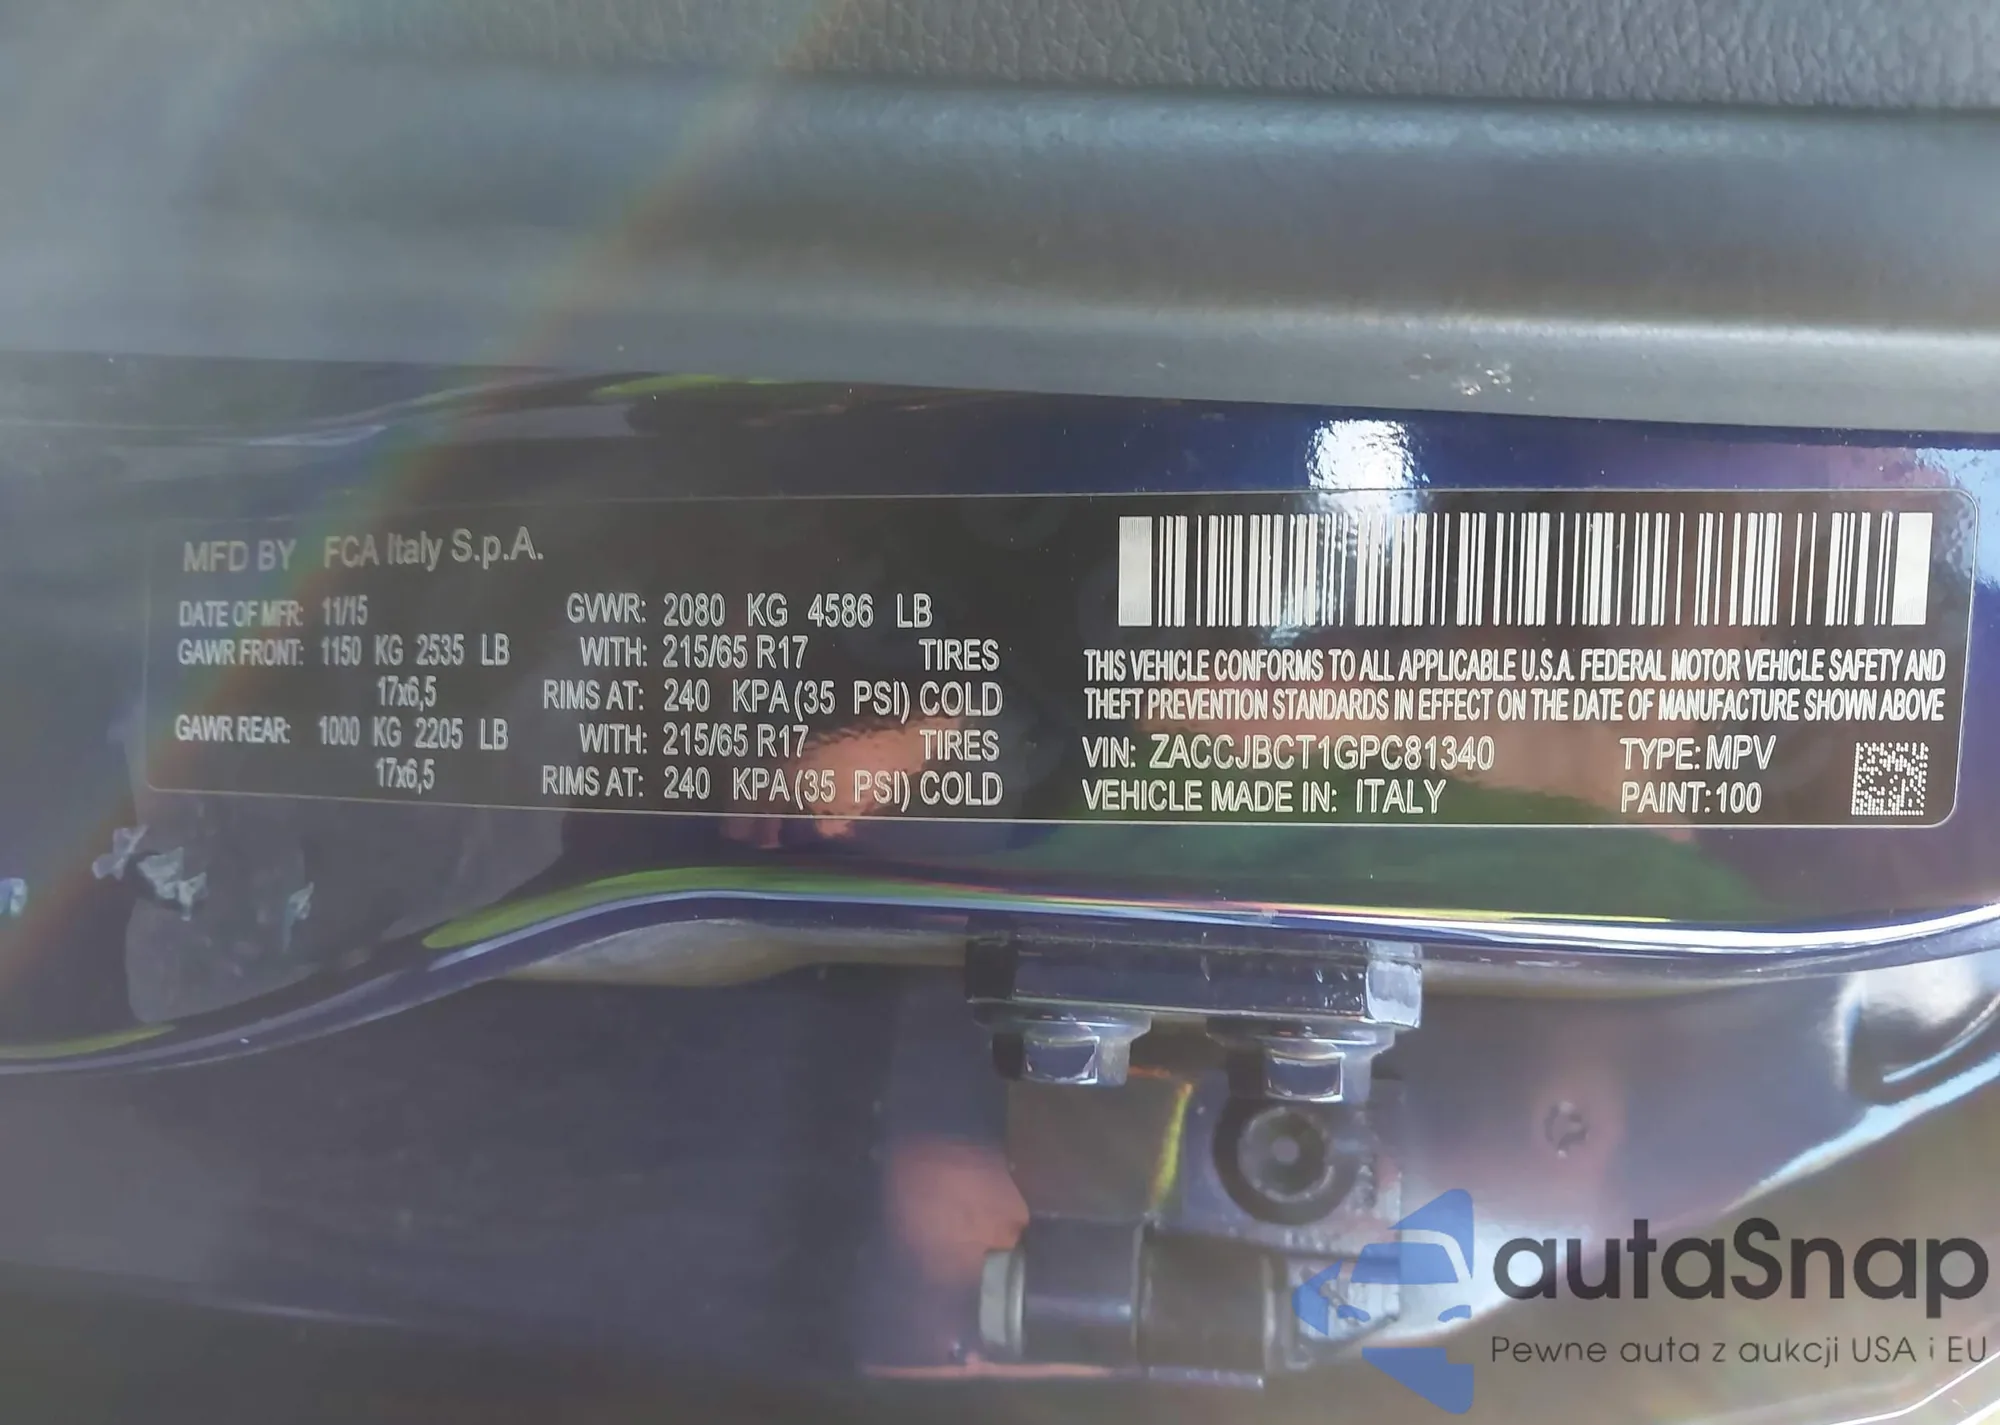 MFD BY FCA Italy S.p.A.
DATE OF MFR: 11/15 GVWR: 2080 KG 4586 LB
GAWR FRONT: 1150 KG 2535 LB WITH: 215/65 R17 TIRES
17x6,5 RIMS AT: 240 KPA(35 PSI) COLD
GAWR REAR: 1000 KG 2205 LB WITH: 215/65 R17 TIRES
17x6,5 RIMS AT: 240 KPA(35 PSI) COLD
THIS VEHICLE CONFORMS TO ALL APPLICABLE U.S.A. FEDERAL MOTOR VEHICLE SAFETY AND
THEFT PREVENTION STANDARDS IN EFFECT ON THE DATE OF MANUFACTURE SHOWN ABOVE
VIN: ZACCJBCT1GPC81340 TYPE: MPV
VEHICLE MADE IN: ITALY PAINT: 100
autaSnap
Pewne auta z aukcji USA i EU